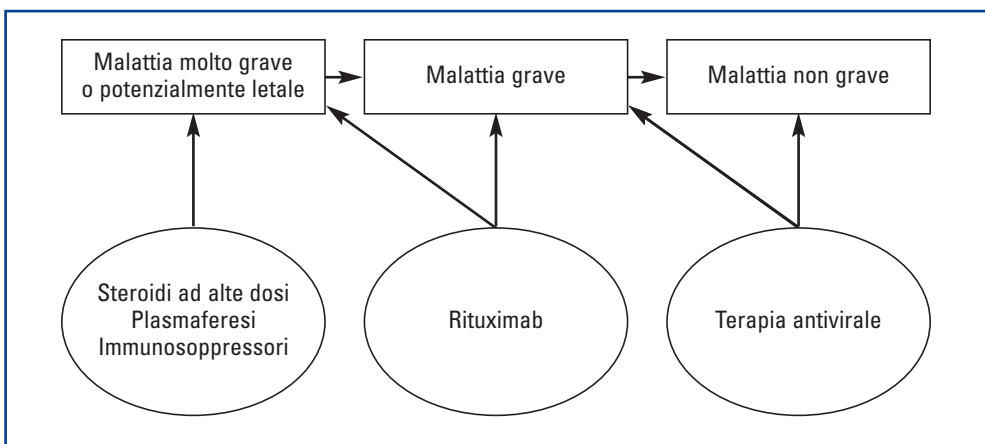 Malattia molto grave
o potenzialmente letale
Malattia grave
Malattia non grave
Steroidi ad alte dosi
Plasmaferesi
Immunosoppressori
Rituximab
Terapia antivirale